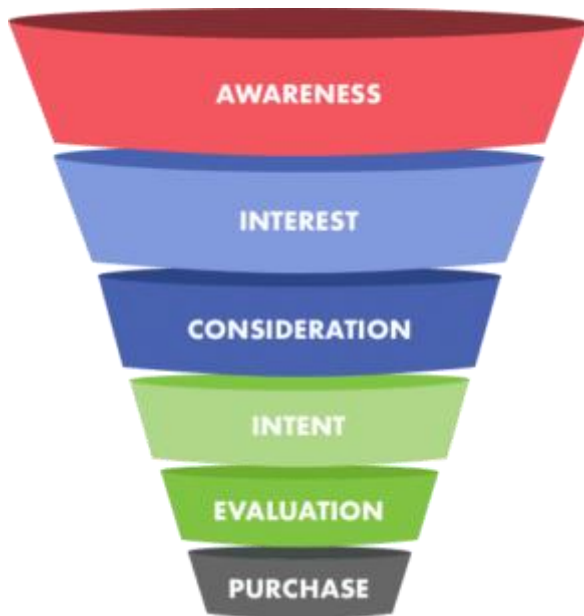 AWARENESS
INTEREST
CONSIDERATION
INTENT
EVALUATION
PURCHASE